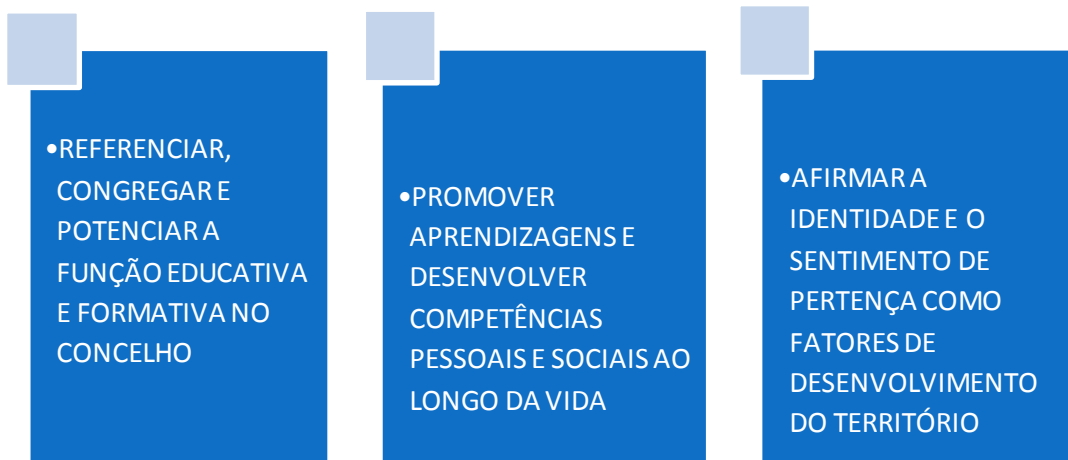 •REFERENCIAR,
CONGREGAR E
POTENCIAR A
FUNÇÃO EDUCATIVA
E FORMATIVA NO
CONCELHO
•PROMOVER
APRENDIZAGENS E
DESENVOLVER
COMPETÊNCIAS
PESSOAIS E SOCIAIS AO
LONGO DA VIDA
•AFIRMAR A
IDENTIDADE E O
SENTIMENTO DE
PERTENÇA COMO
FATORES DE
DESENVOLVIMENTO
DO TERRITÓRIO